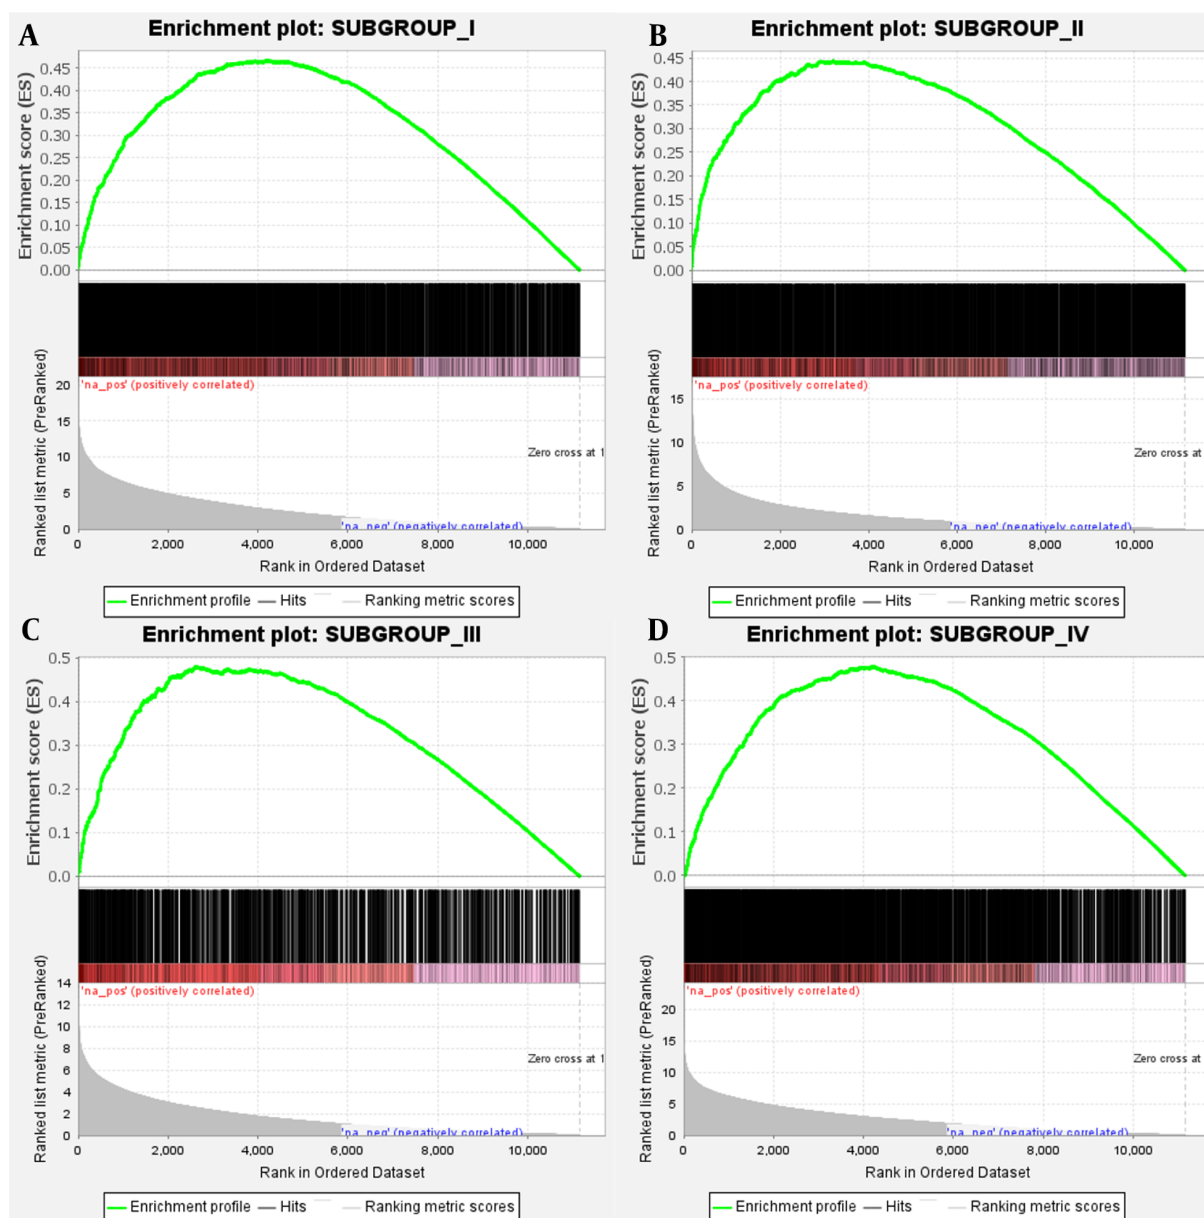 A
Enrichment plot: SUBGROUP_I
Enrichment score (ES)
0.45
0.40
0.35
0.30
0.25
0.20
0.15
0.10
0.05
0.00
'na_pos' (positively correlated)
Ranked list metric (PreRanked)
20
15
10
5
0
Zero cross at 1
'na_neg' (negatively correlated)
0 2,000 4,000 6,000 8,000 10,000
Rank in Ordered Dataset
Enrichment profile Hits Ranking metric scores
B
Enrichment plot: SUBGROUP_II
Enrichment score (ES)
0.45
0.40
0.35
0.30
0.25
0.20
0.15
0.10
0.05
0.00
'na_pos' (positively correlated)
Ranked list metric (PreRanked)
15
10
5
0
Zero cross at
'na_neg' (negatively correlated)
0 2,000 4,000 6,000 8,000 10,000
Rank in Ordered Dataset
Enrichment profile Hits Ranking metric scores
C
Enrichment plot: SUBGROUP_III
Enrichment score (ES)
0.5
0.4
0.3
0.2
0.1
0.0
'na_pos' (positively correlated)
Ranked list metric (PreRanked)
14
12
10
8
6
4
2
0
Zero cross at 1
'na_neg' (negatively correlated)
0 2,000 4,000 6,000 8,000 10,000
Rank in Ordered Dataset
Enrichment profile Hits Ranking metric scores
D
Enrichment plot: SUBGROUP_IV
Enrichment score (ES)
0.5
0.4
0.3
0.2
0.1
0.0
'na_pos' (positively correlated)
Ranked list metric (PreRanked)
20
15
10
5
0
Zero cross at
'na_neg' (negatively correlated)
0 2,000 4,000 6,000 8,000 10,000
Rank in Ordered Dataset
Enrichment profile Hits Ranking metric scores